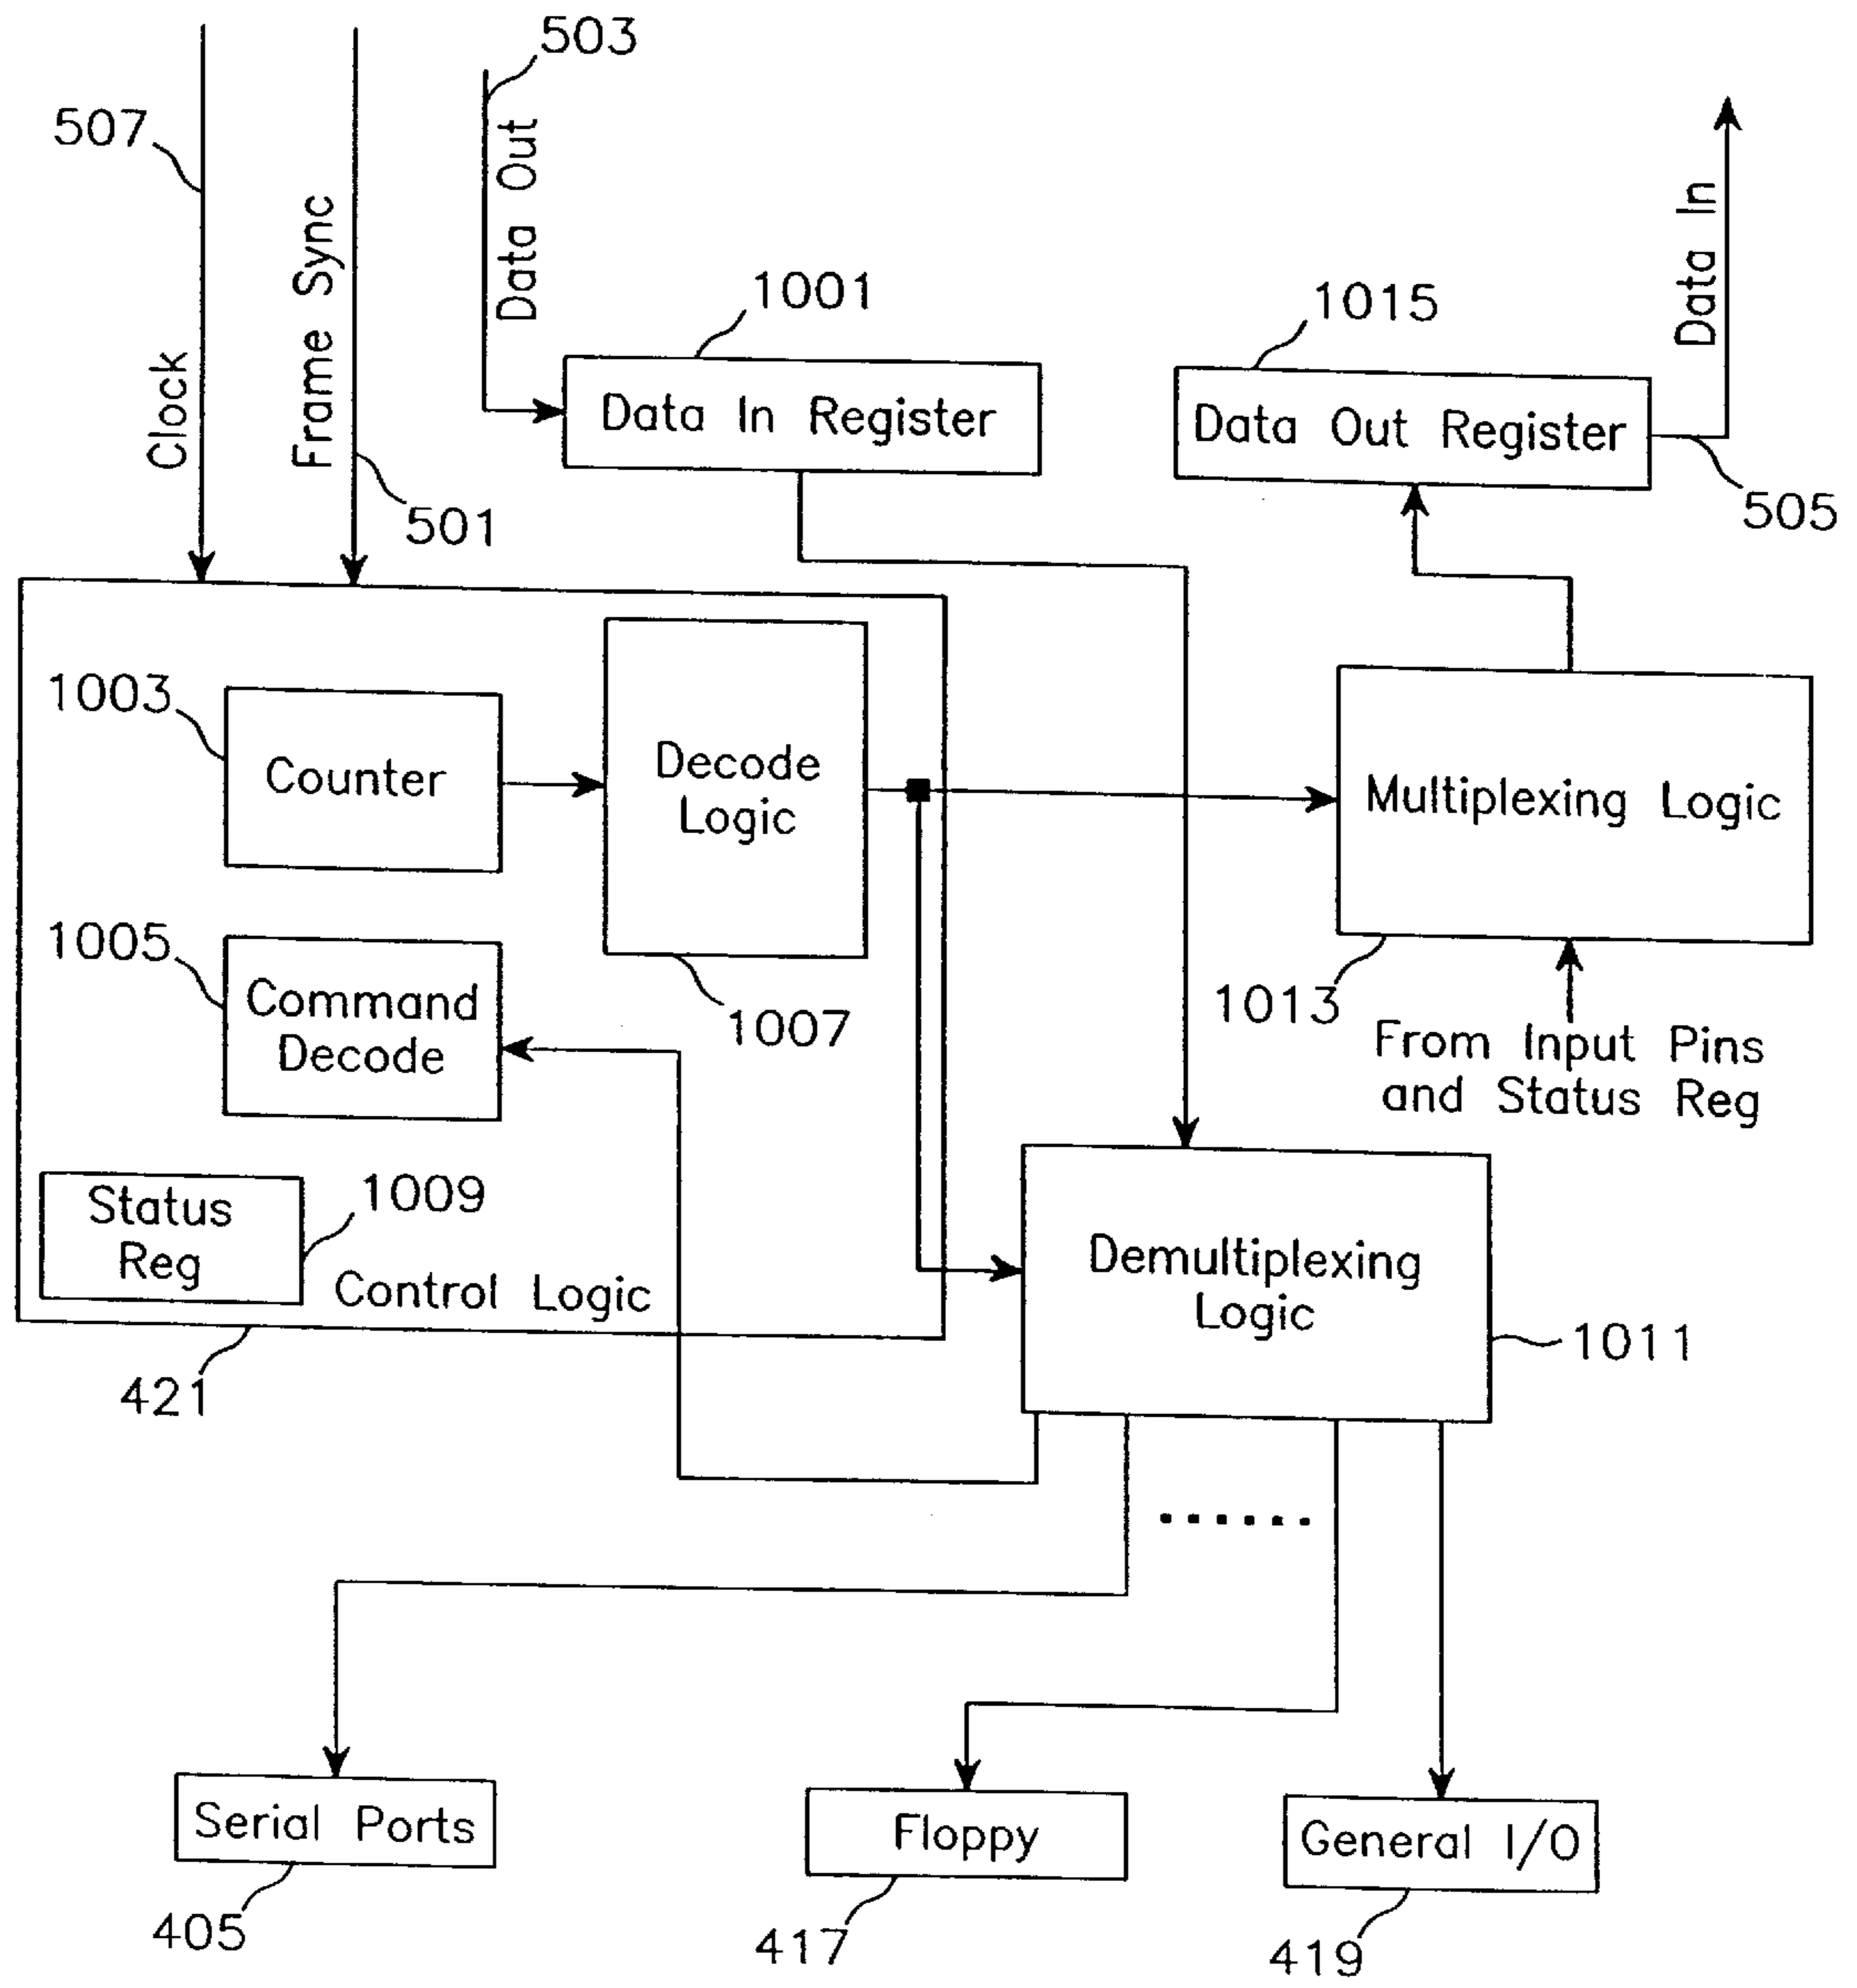 503
507
Data Out
Data In
Frame Sync
Clock
1001
1015
Data In Register
Data Out Register
501
505
1003
Counter
Decode
Logic
Multiplexing Logic
1005
Command
Decode
1007
1013
From Input Pins
and Status Reg
Status
Reg
1009
Control Logic
Demultiplexing
Logic
1011
421
......
Serial Ports
Floppy
General I/O
405
417
419